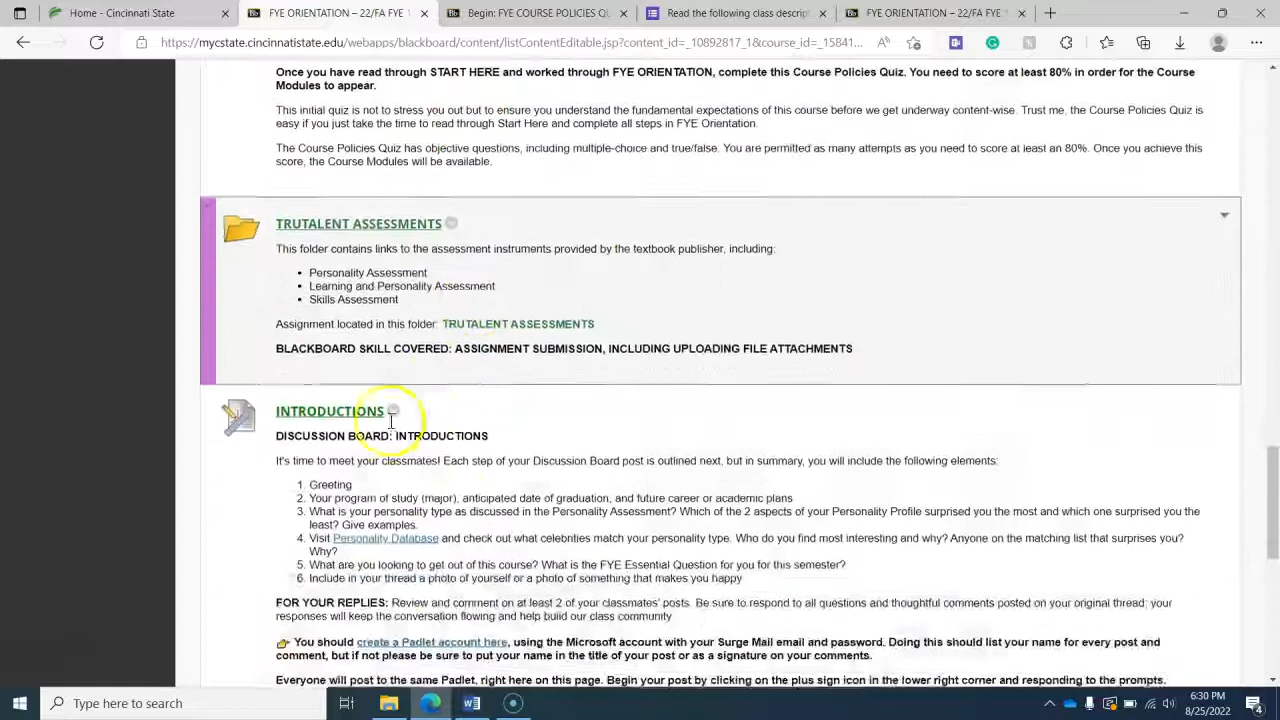 Cincinnati State
FYE ORIENTATION – 22/FA FYE 1
Begin: FYE COURSE POLICIES QU
Read the following class descript
FYE ORIENTATION – 22/FA FYE 1
https://mycstate.cincinnatistate.edu/webapps/blackboard/content/listContentEditable.jsp?content_id=_10892817_1&course_id=_15841...
Once you have read through START HERE and worked through FYE ORIENTATION, complete this Course Policies Quiz. You need to score at least 80% in order for the Course
Modules to appear.
This initial quiz is not to stress you out but to ensure you understand the fundamental expectations of this course before we get underway content-wise. Trust me, the Course Policies Quiz is
easy if you just take the time to read through Start Here and complete all steps in FYE Orientation.
The Course Policies Quiz has objective questions, including multiple-choice and true/false. You are permitted as many attempts as you need to score at least an 80%. Once you achieve this
score, the Course Modules will be available.
TRUTALENT ASSESSMENTS
This folder contains links to the assessment instruments provided by the textbook publisher, including:
• Personality Assessment
• Learning and Personality Assessment
• Skills Assessment
Assignment located in this folder: TRUTALENT ASSESSMENTS
BLACKBOARD SKILL COVERED: ASSIGNMENT SUBMISSION, INCLUDING UPLOADING FILE ATTACHMENTS
INTRODUCTIONS
DISCUSSION BOARD: INTRODUCTIONS
It's time to meet your classmates! Each step of your Discussion Board post is outlined next, but in summary, you will include the following elements:
1. Greeting
2. Your program of study (major), anticipated date of graduation, and future career or academic plans
3. What is your personality type as discussed in the Personality Assessment? Which of the 2 aspects of your Personality Profile surprised you the most and which one surprised you the
least? Give examples.
4. Visit Personality Database and check out what celebrities match your personality type. Who do you find most interesting and why? Anyone on the matching list that surprises you?
Why?
5. What are you looking to get out of this course? What is the FYE Essential Question for you for this semester?
6. Include in your thread a photo of yourself or a photo of something that makes you happy
FOR YOUR REPLIES: Review and comment on at least 2 of your classmates' posts. Be sure to respond to all questions and thoughtful comments posted on your original thread; your
responses will keep the conversation flowing and help build our class community
You should create a Padlet account here, using the Microsoft account with your Surge Mail email and password. Doing this should list your name for every post and
comment, but if not please be sure to put your name in the title of your post or as a signature on your comments.
Everyone will post to the same Padlet, right here on this page. Begin your post by clicking on the plus sign icon in the lower right corner and responding to the prompts.
Type here to search
6:30 PM
8/25/2022